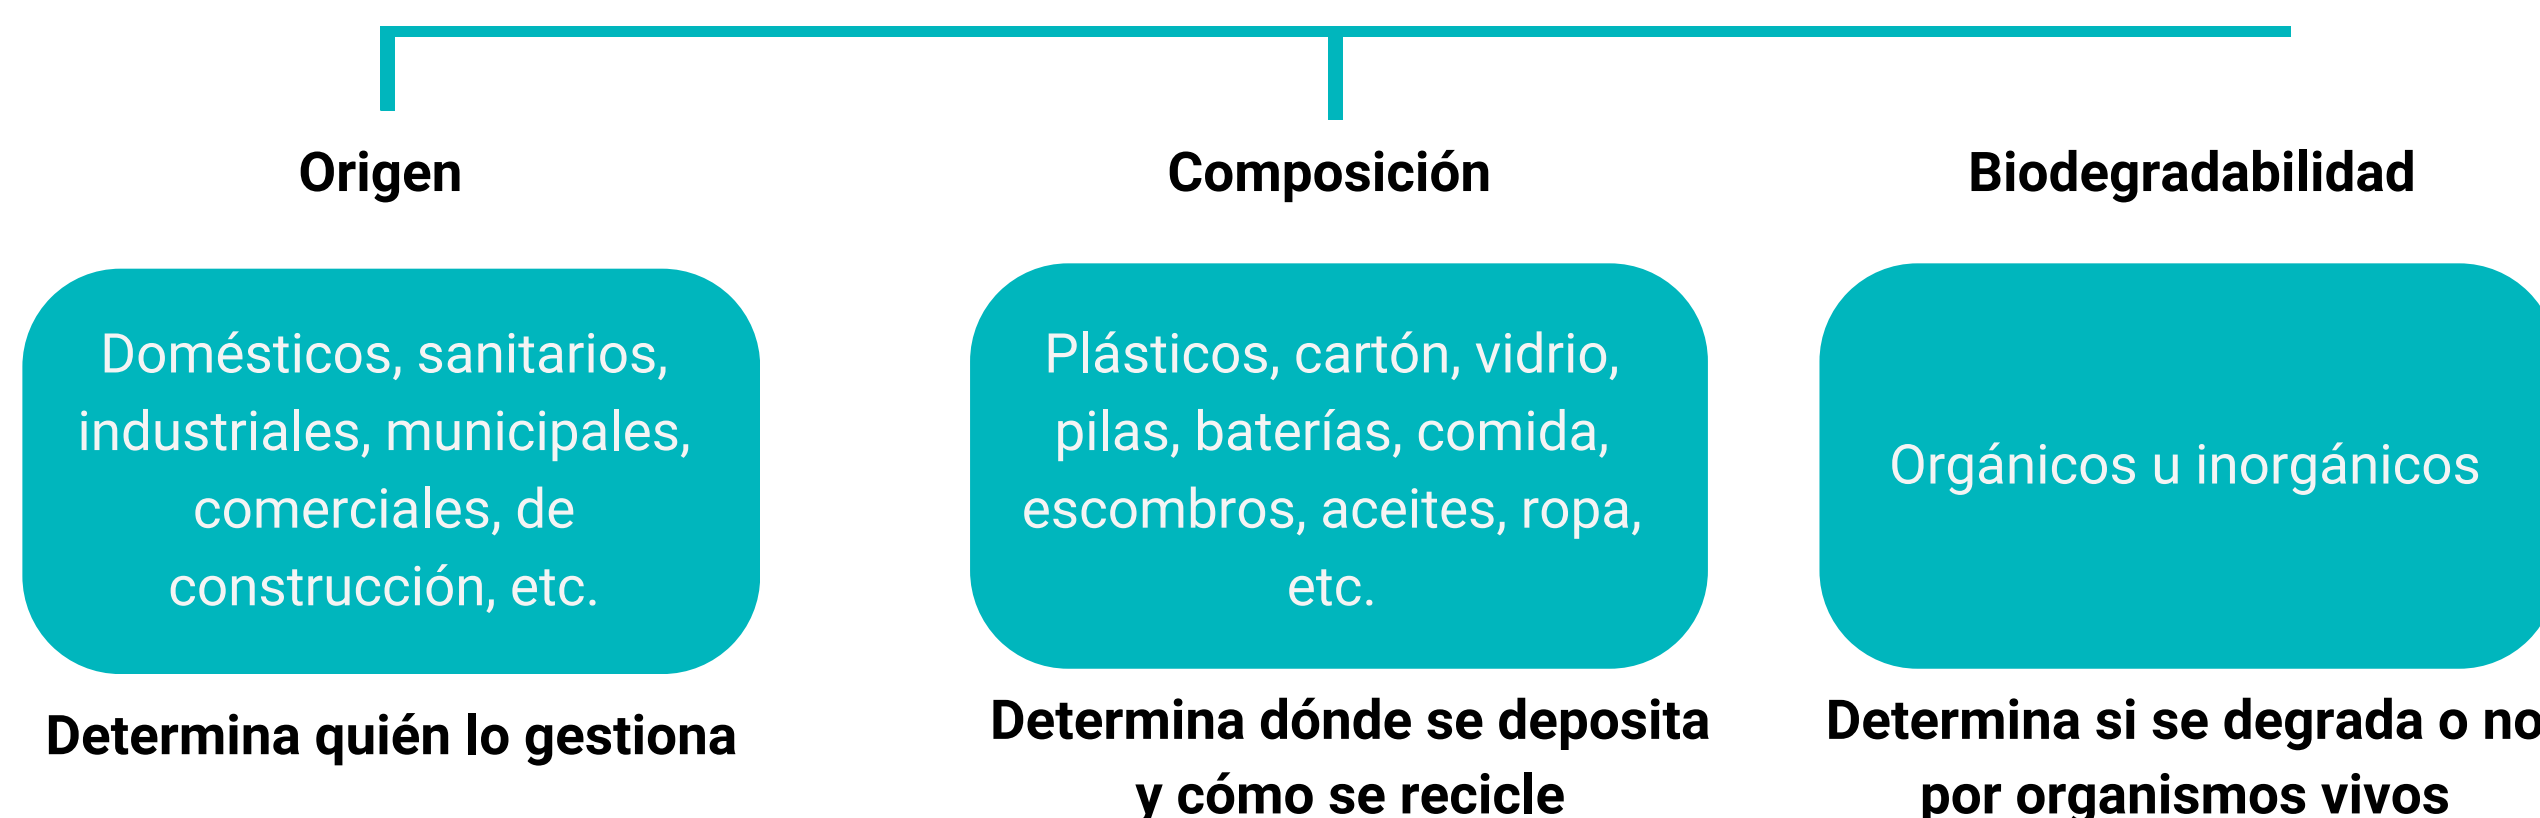 Origen
Domésticos, sanitarios,
industriales, municipales,
comerciales, de
construcción, etc.
Determina quién lo gestiona
Composición
Plásticos, cartón, vidrio,
pilas, baterías, comida,
escombros, aceites, ropa,
etc.
Determina dónde se deposita
y cómo se recicle
Biodegradabilidad
Orgánicos u inorgánicos
Determina si se degrada o no
por organismos vivos